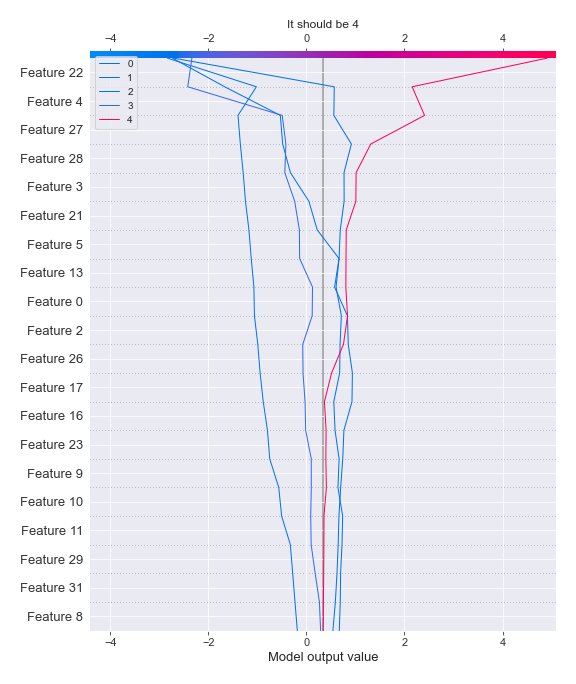 It should be 4
−4 −2 0 2 4
0
1
2
3
4
Feature 22
Feature 4
Feature 27
Feature 28
Feature 3
Feature 21
Feature 5
Feature 13
Feature 0
Feature 2
Feature 26
Feature 17
Feature 16
Feature 23
Feature 9
Feature 10
Feature 11
Feature 29
Feature 31
Feature 8
−4 −2 0 2 4
Model output value